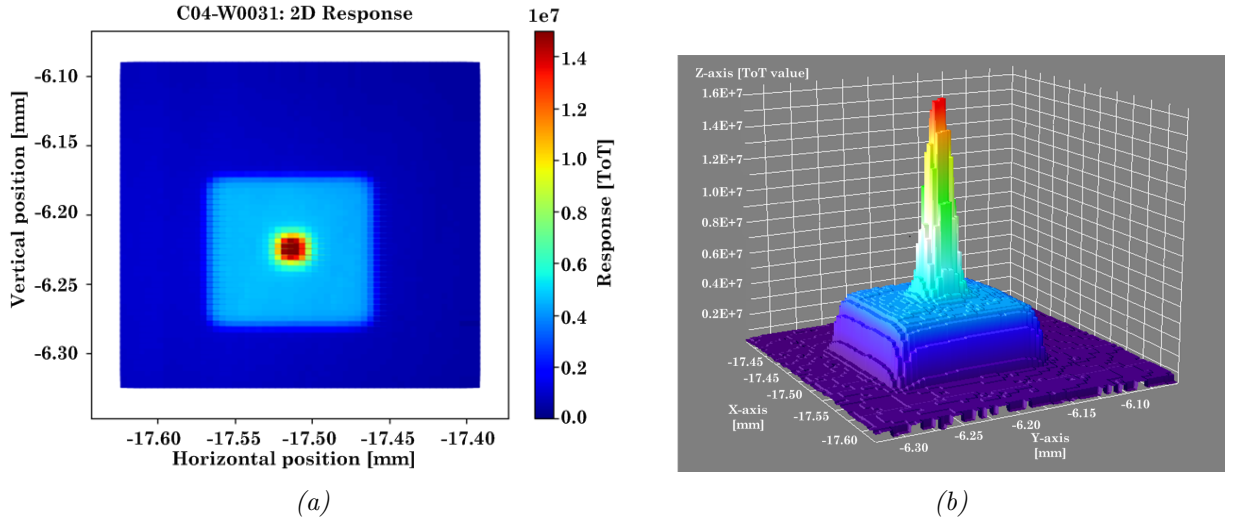 C04-W0031: 2D Response
1e7
-6.10
-6.15
-6.20
-6.25
-6.30
Vertical position [mm]
-17.60 -17.55 -17.50 -17.45 -17.40
Horizontal position [mm]
1.4
1.2
1.0
0.8
0.6
0.4
0.2
0.0
Response [ToT]
(a)
Z-axis [ToT value]
1.6E+7
1.4E+7
1.2E+7
1.0E+7
0.8E+7
0.6E+7
0.4E+7
0.2E+7
-17.45
-17.45
-17.50
-17.55
-17.60
X-axis
[mm]
-6.30
-6.25
-6.20
-6.15
-6.10
Y-axis
[mm]
(b)